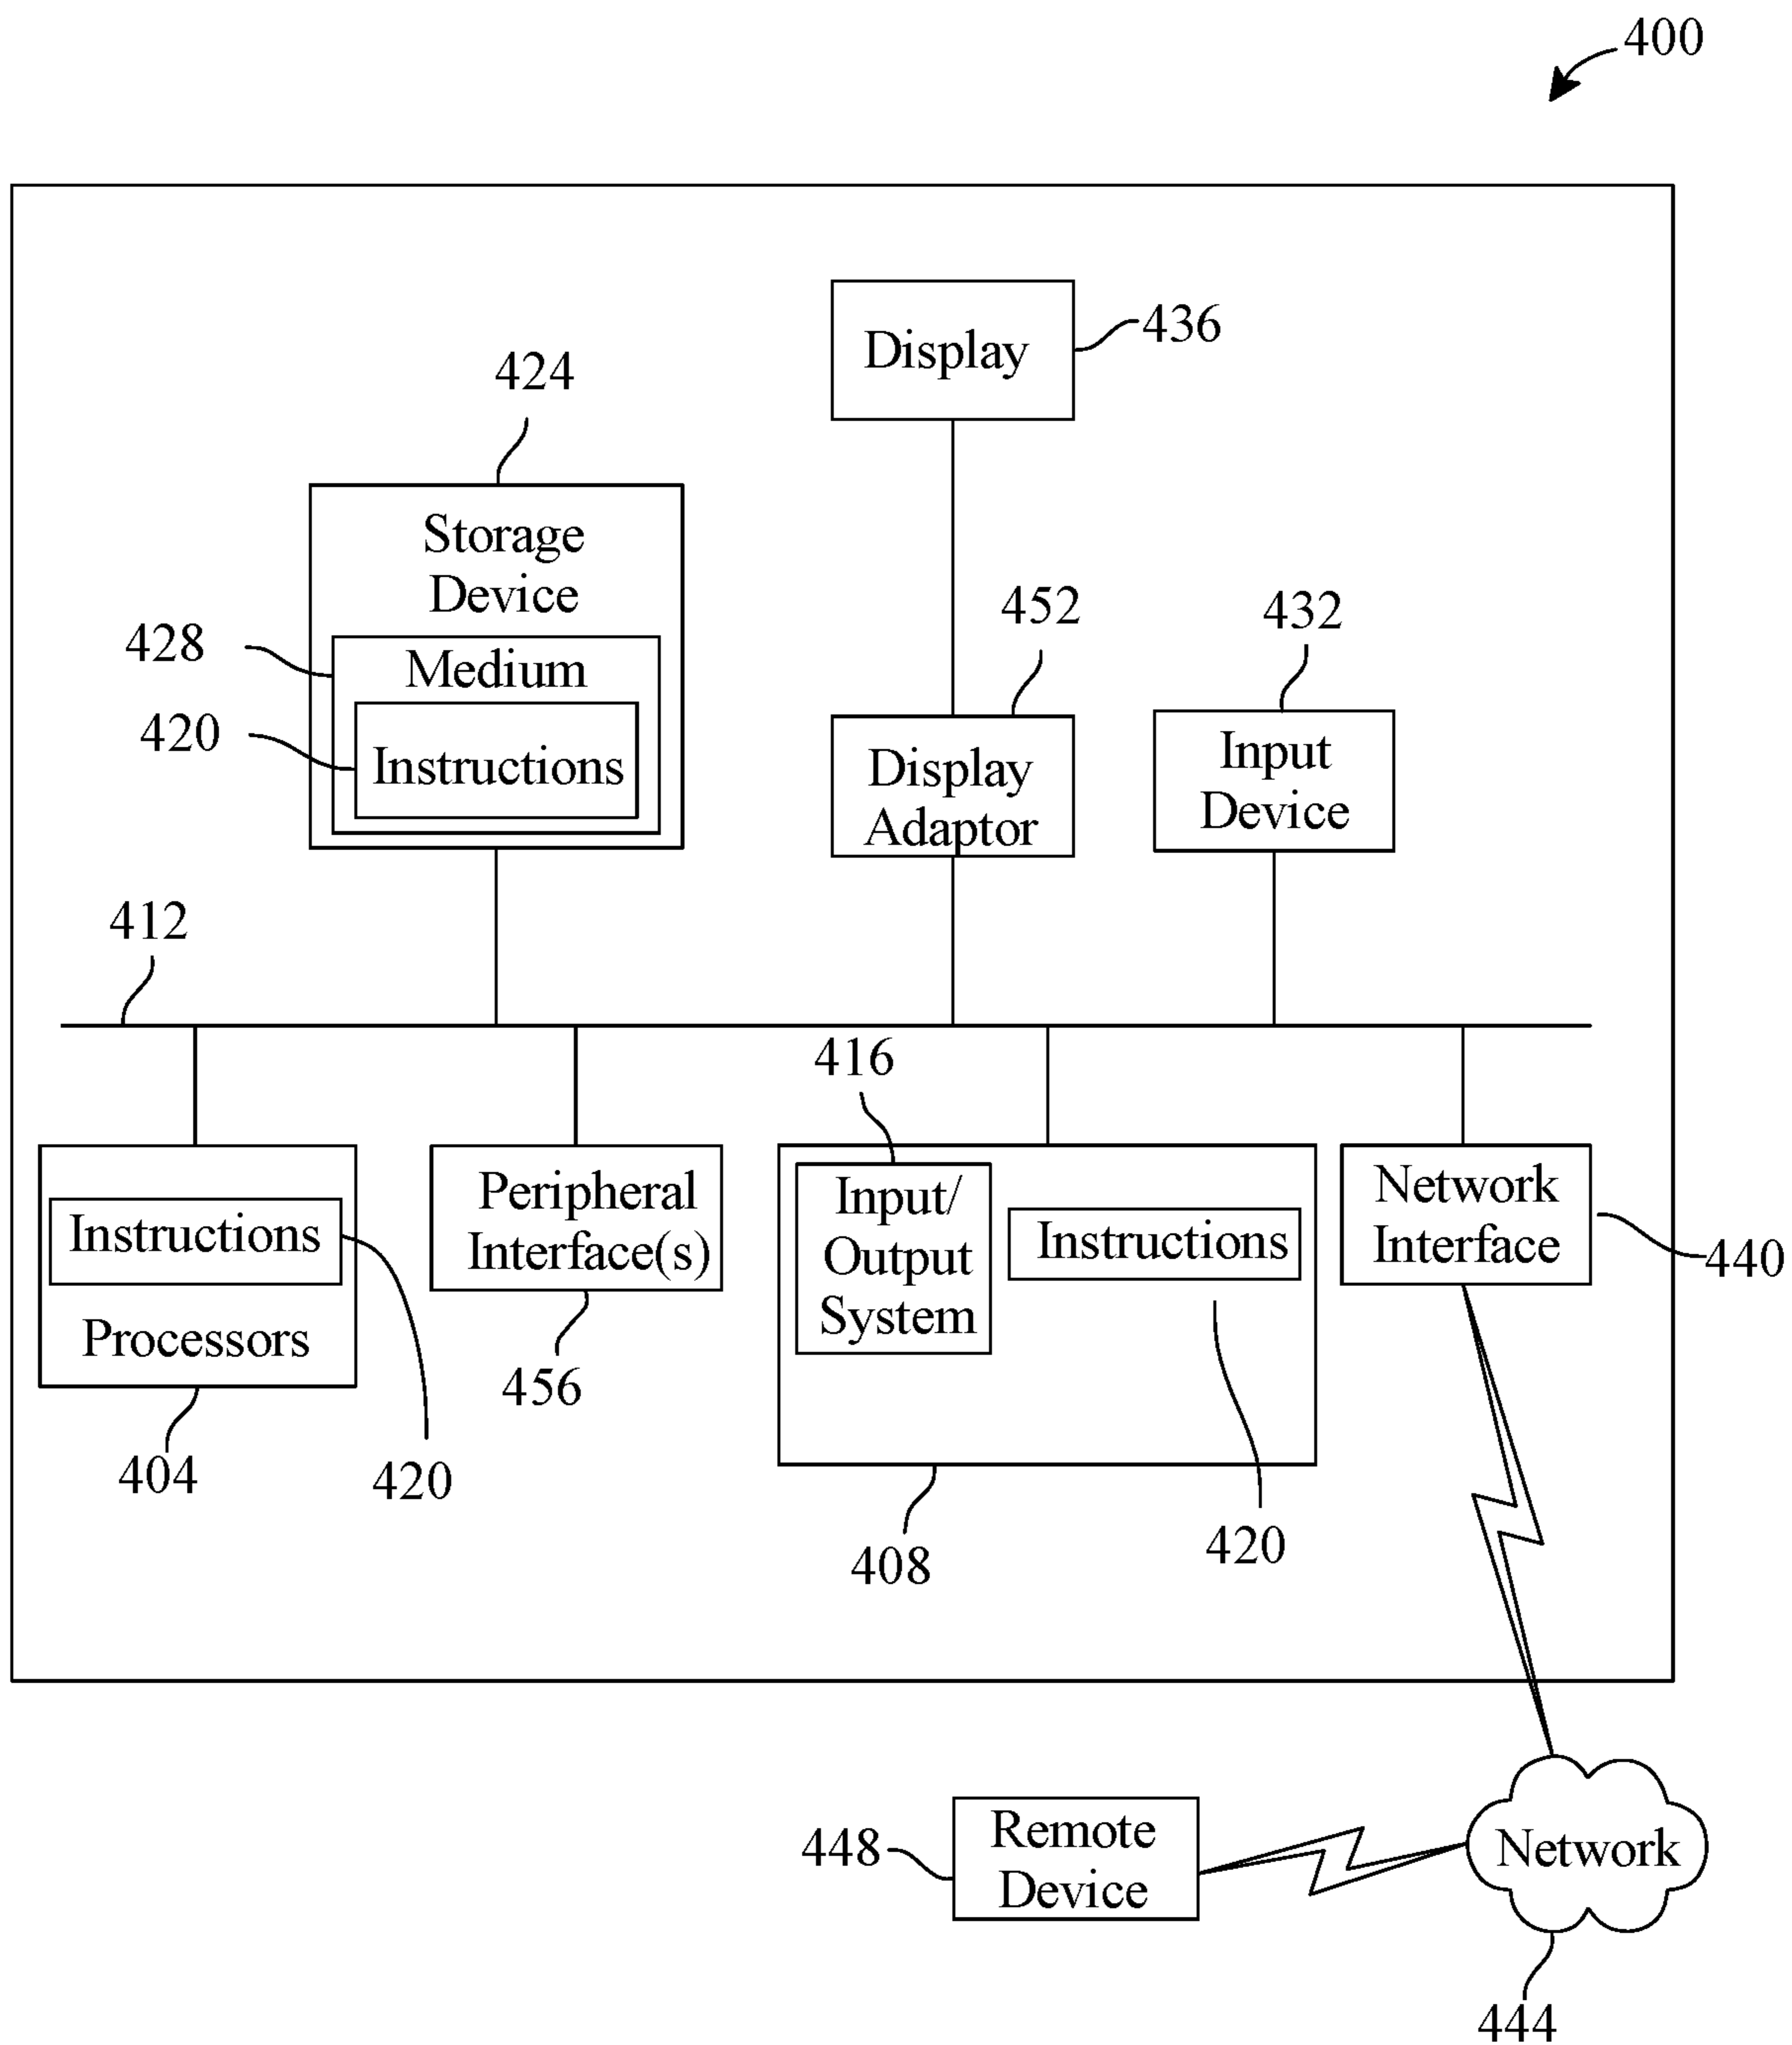 400
Display
436
424
Storage
Device
428
Medium
420
Instructions
452
Display
Adaptor
432
Input
Device
412
416
Instructions
Processors
404
420
Peripheral
Interface(s)
456
Input/
Output
System
Instructions
408
420
Network
Interface
440
448
Remote
Device
Network
444